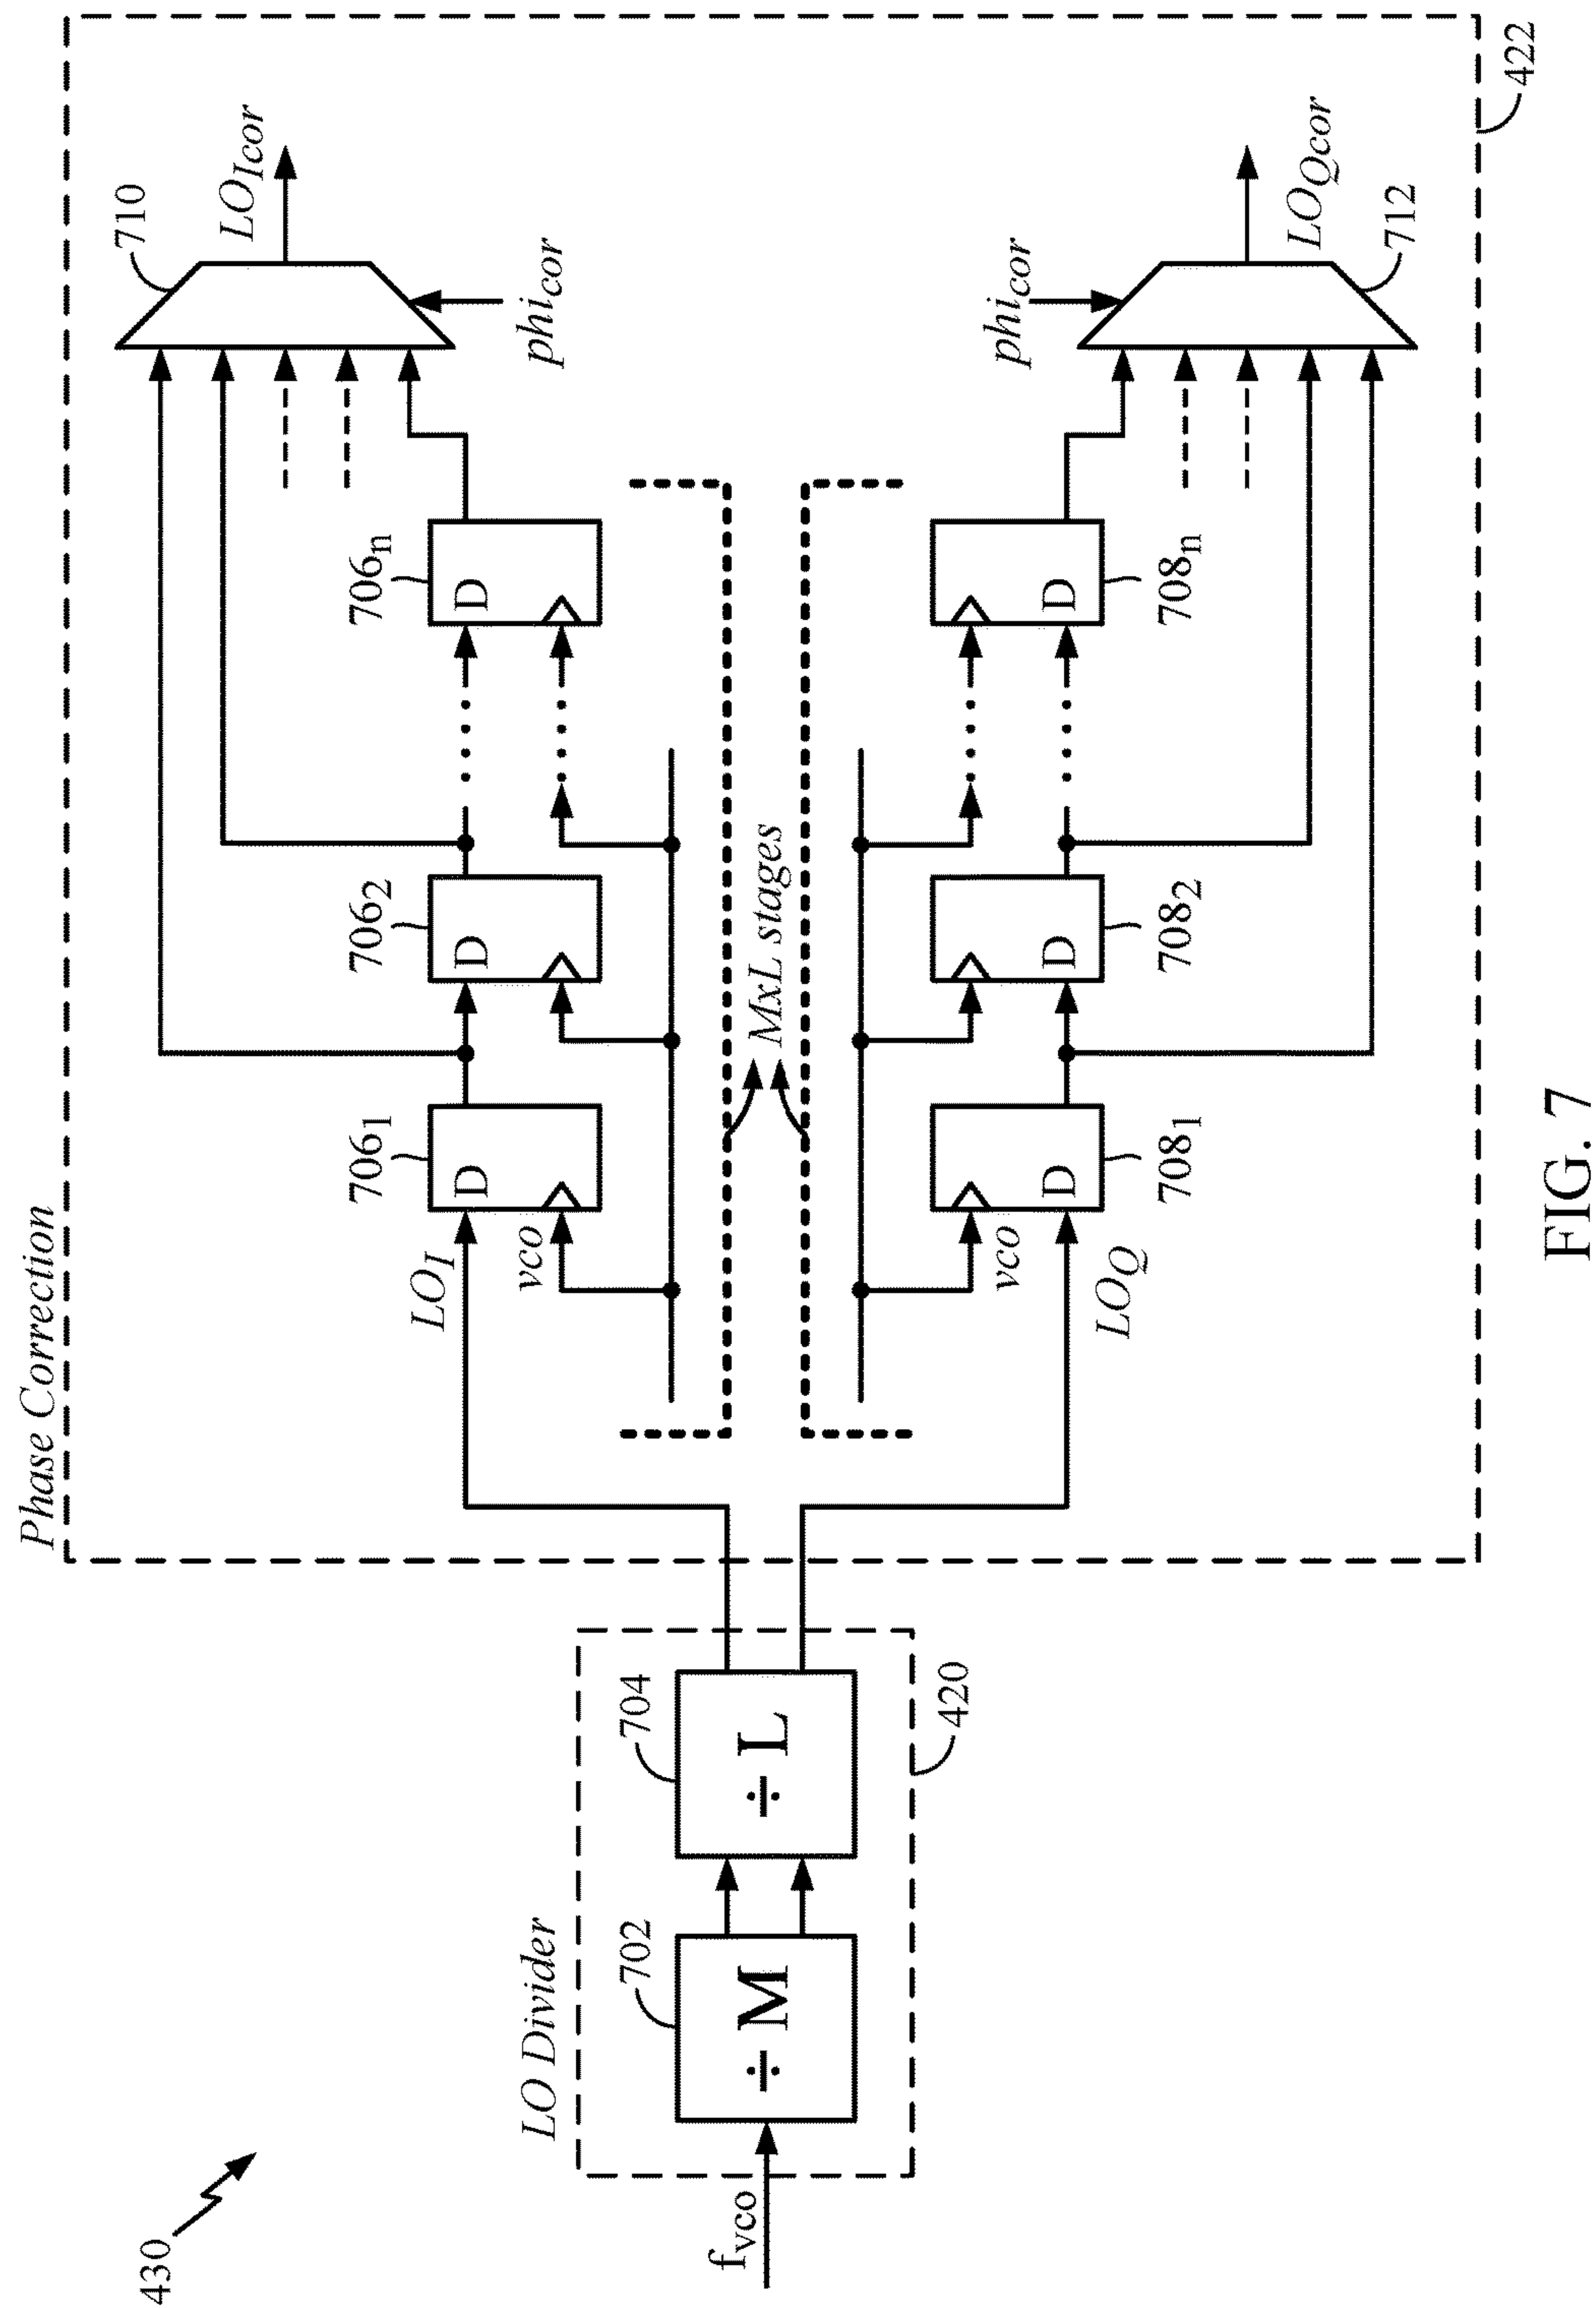 430
f_vco
LO Divider
702
÷ M
704
÷ L
420
Phase Correction
LO_I
vco
706_1
D
706_2
D
706_n
D
710
LO_Icor
phi_cor
MxL stages
LO_Q
vco
708_1
D
708_2
D
708_n
D
phi_cor
LO_Qcor
712
422
FIG. 7